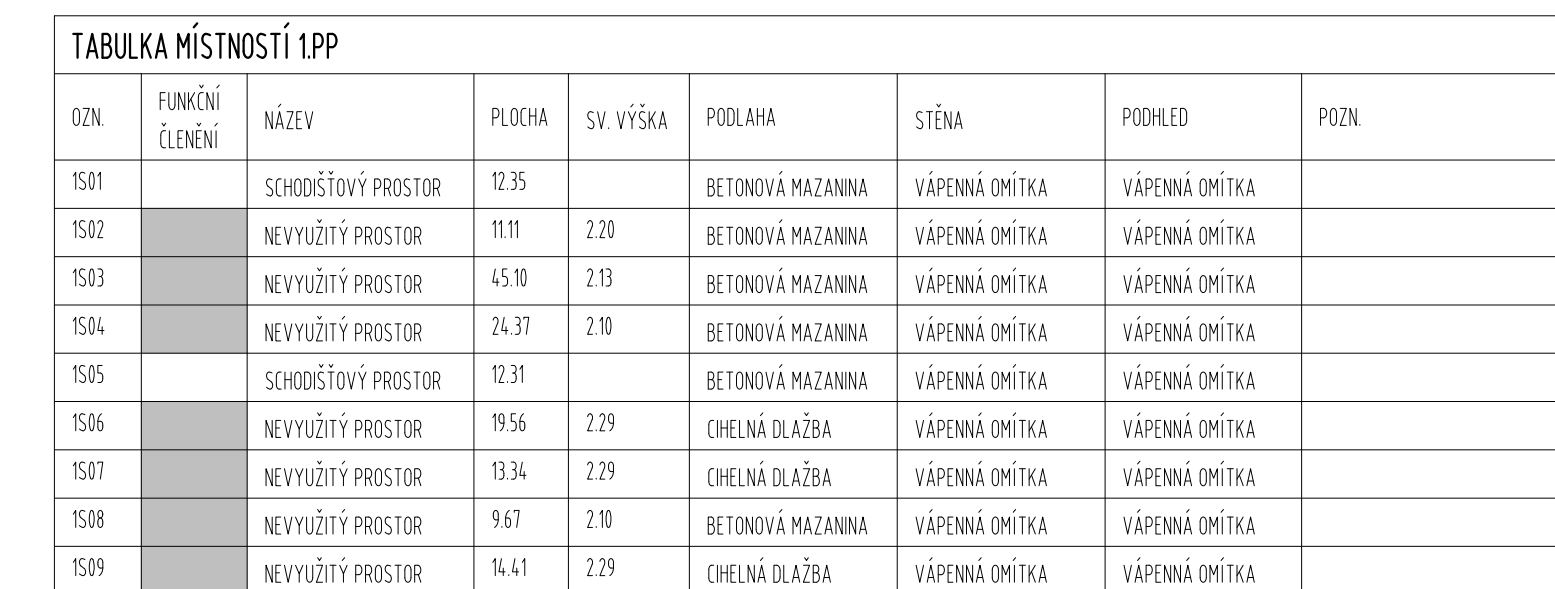 TABULKA MÍSTNOSTÍ 1.PP
OZN. FUNKČNÍ ČLENĚNÍ NÁZEV PLOCHA SV. VÝŠKA PODLAHA STĚNA PODHLED POZN.
1S01 SCHODIŠŤOVÝ PROSTOR 12.35 BETONOVÁ MAZANINA VÁPENNÁ OMÍTKA VÁPENNÁ OMÍTKA
1S02 NEVYUŽITÝ PROSTOR 11.11 2.20 BETONOVÁ MAZANINA VÁPENNÁ OMÍTKA VÁPENNÁ OMÍTKA
1S03 NEVYUŽITÝ PROSTOR 45.10 2.13 BETONOVÁ MAZANINA VÁPENNÁ OMÍTKA VÁPENNÁ OMÍTKA
1S04 NEVYUŽITÝ PROSTOR 24.37 2.10 BETONOVÁ MAZANINA VÁPENNÁ OMÍTKA VÁPENNÁ OMÍTKA
1S05 SCHODIŠŤOVÝ PROSTOR 12.31 BETONOVÁ MAZANINA VÁPENNÁ OMÍTKA VÁPENNÁ OMÍTKA
1S06 NEVYUŽITÝ PROSTOR 19.56 2.29 CIHELNÁ DLAŽBA VÁPENNÁ OMÍTKA VÁPENNÁ OMÍTKA
1S07 NEVYUŽITÝ PROSTOR 13.34 2.29 CIHELNÁ DLAŽBA VÁPENNÁ OMÍTKA VÁPENNÁ OMÍTKA
1S08 NEVYUŽITÝ PROSTOR 9.67 2.10 BETONOVÁ MAZANINA VÁPENNÁ OMÍTKA VÁPENNÁ OMÍTKA
1S09 NEVYUŽITÝ PROSTOR 14.41 2.29 CIHELNÁ DLAŽBA VÁPENNÁ OMÍTKA VÁPENNÁ OMÍTKA